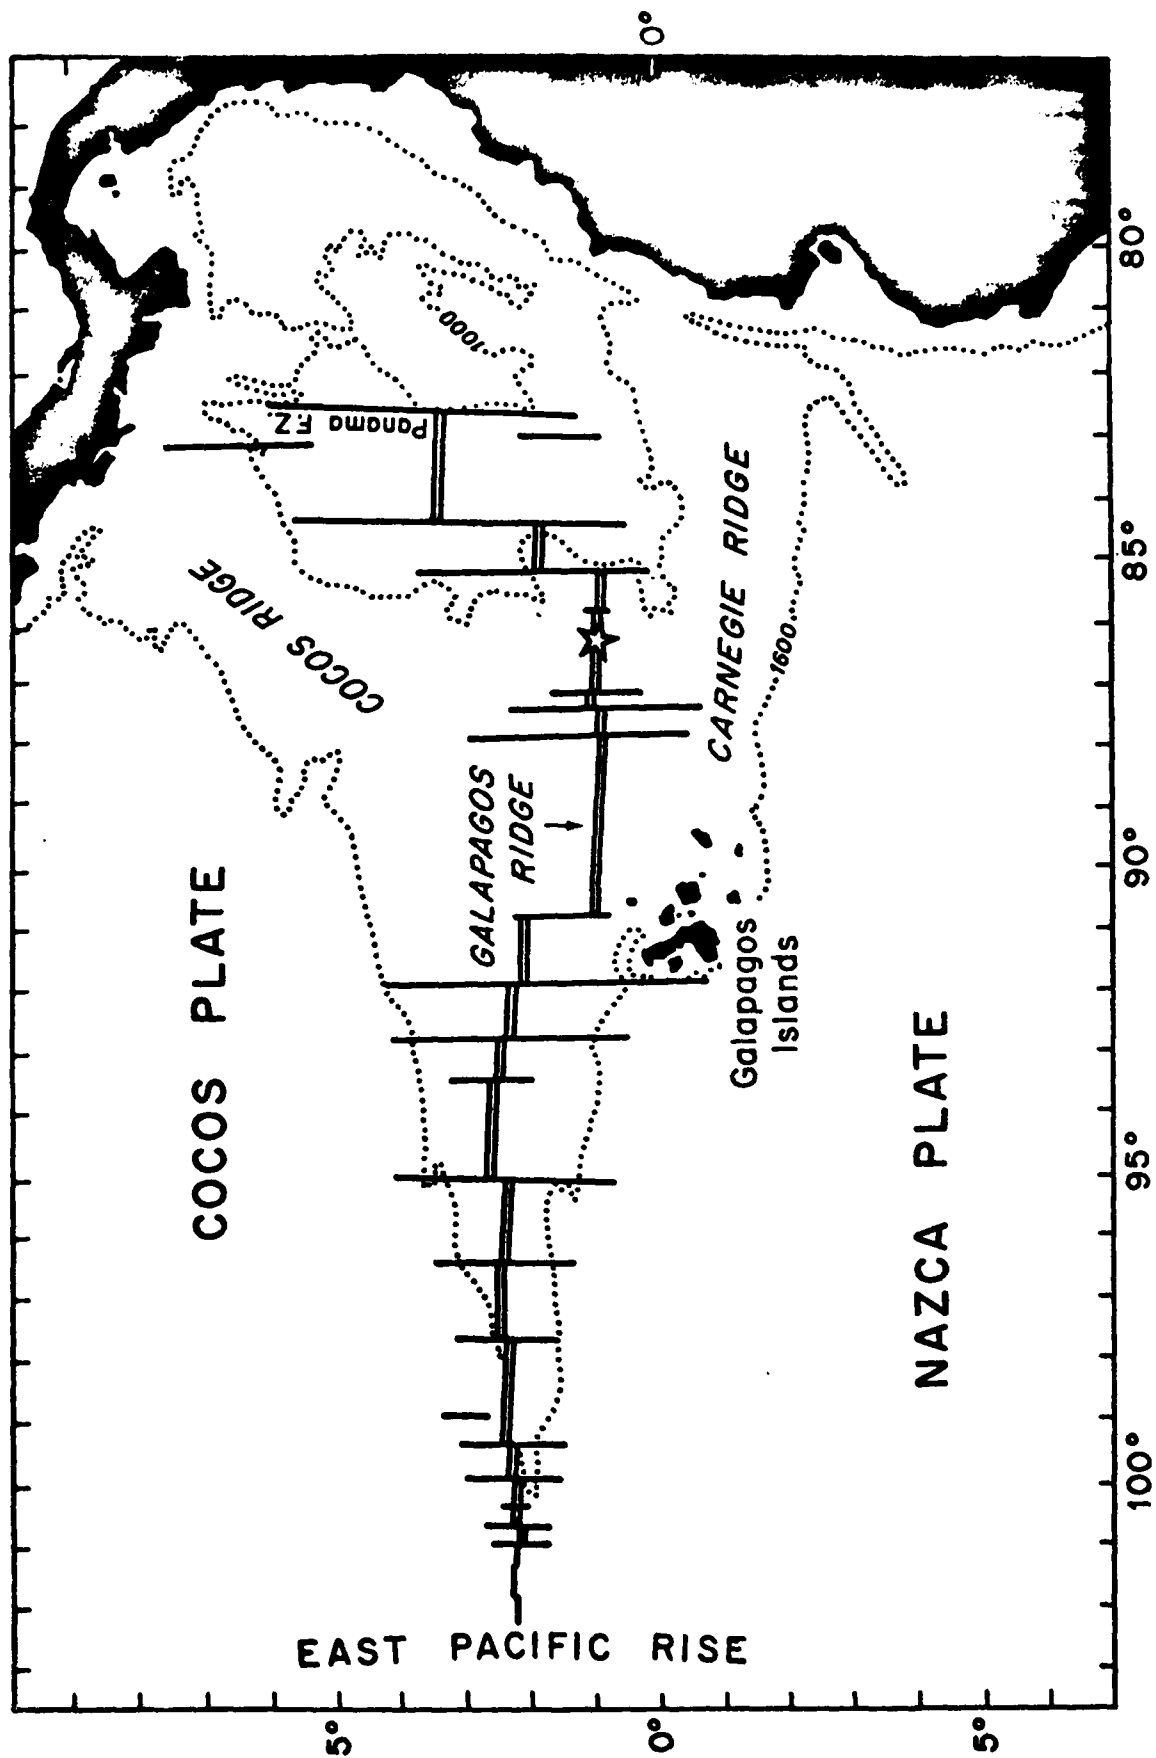 COCOS PLATE
COCOS RIDGE
Panama
F.Z.
1000
GALAPAGOS
RIDGE
CARNEGIE RIDGE
1600
Galapagos
Islands
NAZCA PLATE
EAST PACIFIC RISE
0°
5°
0°
5°
100°
95°
90°
85°
80°